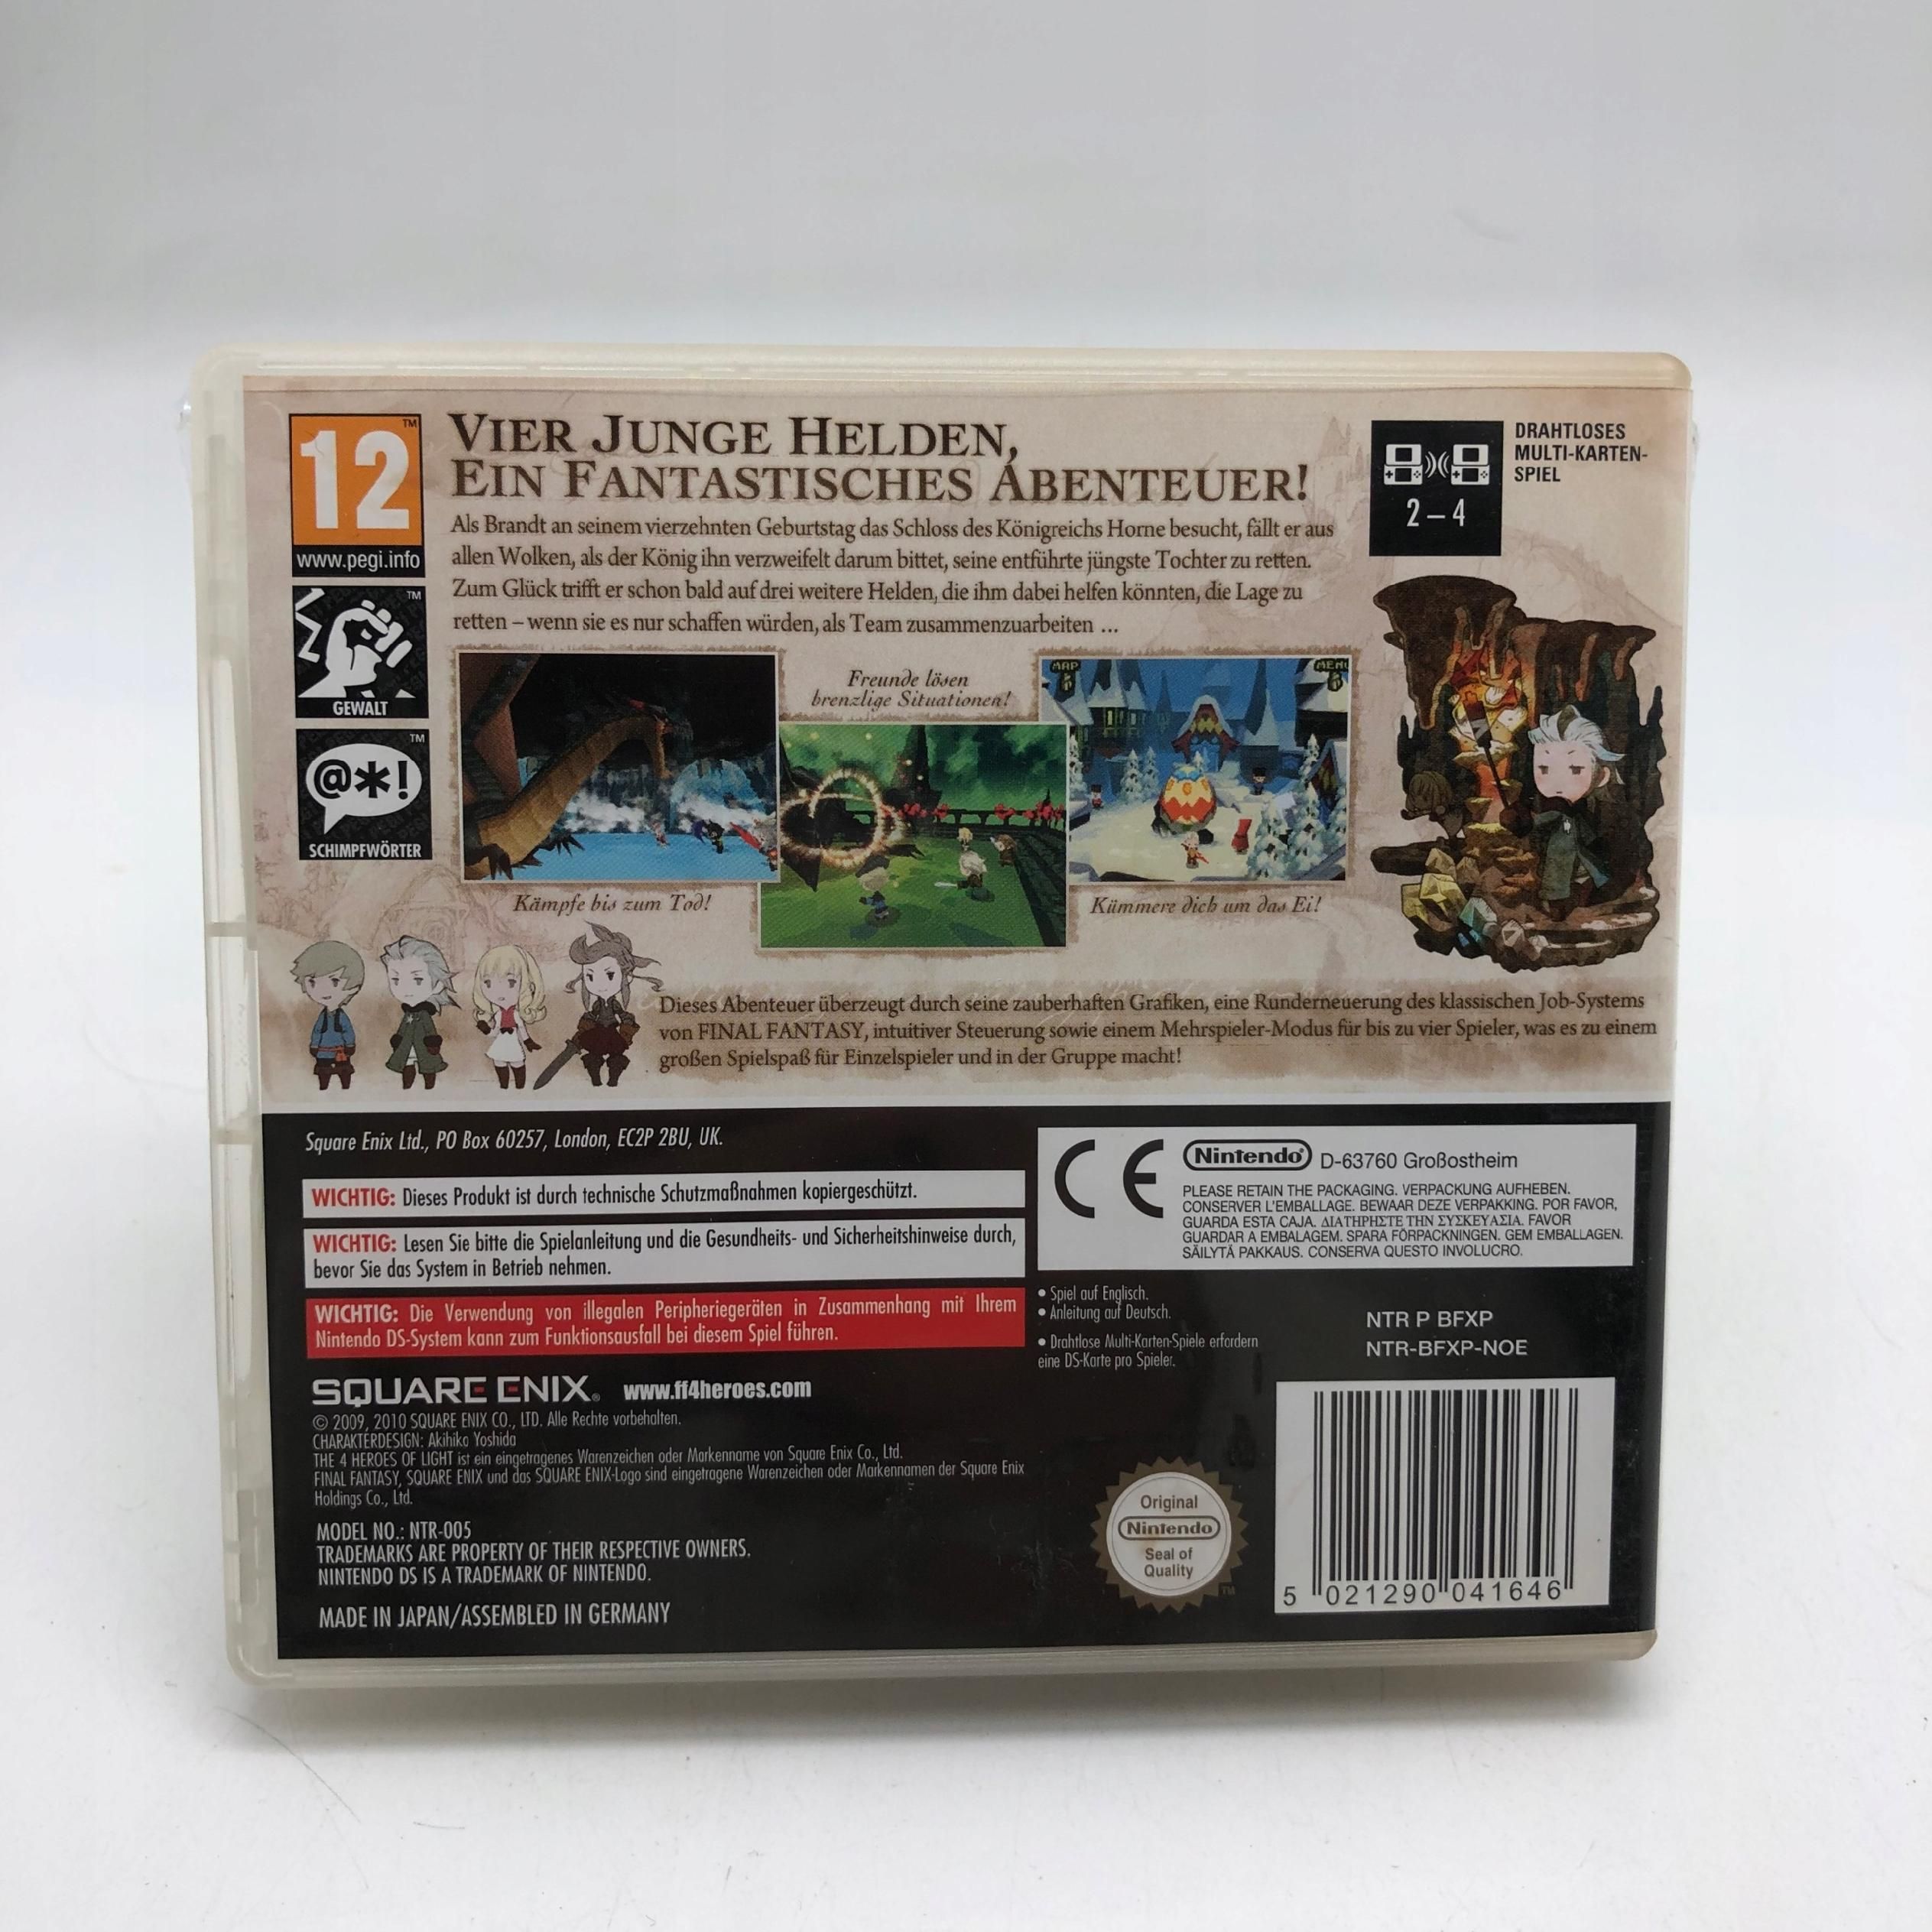 12
TM
www.pegi.info
TM
GEWALT
TM
@*!
SCHIMPFWÖRTER
VIER JUNGE HELDEN,
EIN FANTASTISCHES ABENTEUER!
Als Brandt an seinem vierzehnten Geburtstag das Schloss des Königreichs Horne besucht, fällt er aus
allen Wolken, als der König ihn verzweifelt darum bittet, seine entführte jüngste Tochter zu retten.
Zum Glück trifft er schon bald auf drei weitere Helden, die ihm dabei helfen könnten, die Lage zu
retten – wenn sie es nur schaffen würden, als Team zusammenzuarbeiten ...
2 – 4
DRAHTLOSES
MULTI-KARTEN-
SPIEL
Freunde lösen
brenzlige Situationen!
MAP
MENU
Kämpfe bis zum Tod!
Kümmere dich um das Ei!
Dieses Abenteuer überzeugt durch seine zauberhaften Grafiken, eine Runderneuerung des klassischen Job-Systems
von FINAL FANTASY, intuitiver Steuerung sowie einem Mehrspieler-Modus für bis zu vier Spieler, was es zu einem
großen Spielspaß für Einzelspieler und in der Gruppe macht!
Square Enix Ltd., PO Box 60257, London, EC2P 2BU, UK.
WICHTIG: Dieses Produkt ist durch technische Schutzmaßnahmen kopiergeschützt.
WICHTIG: Lesen Sie bitte die Spielanleitung und die Gesundheits- und Sicherheitshinweise durch,
bevor Sie das System in Betrieb nehmen.
WICHTIG: Die Verwendung von illegalen Peripheriegeräten in Zusammenhang mit Ihrem
Nintendo DS-System kann zum Funktionsausfall bei diesem Spiel führen.
SQUARE ENIX® www.ff4heroes.com
© 2009, 2010 SQUARE ENIX CO., LTD. Alle Rechte vorbehalten.
CHARAKTERDESIGN: Akihiko Yoshida
THE 4 HEROES OF LIGHT ist ein eingetragenes Warenzeichen oder Markenname von Square Enix Co., Ltd.
FINAL FANTASY, SQUARE ENIX und das SQUARE ENIX-Logo sind eingetragene Warenzeichen oder Markennamen der Square Enix
Holdings Co., Ltd.
MODEL NO.: NTR-005
TRADEMARKS ARE PROPERTY OF THEIR RESPECTIVE OWNERS.
NINTENDO DS IS A TRADEMARK OF NINTENDO.
MADE IN JAPAN/ASSEMBLED IN GERMANY
CE
Nintendo® D-63760 Großostheim
PLEASE RETAIN THE PACKAGING. VERPACKUNG AUFHEBEN.
CONSERVER L'EMBALLAGE. BEWAAR DEZE VERPAKKING. POR FAVOR,
GUARDA ESTA CAJA. ΔΙΑΤΗΡΗΣΤΕ ΤΗΝ ΣΥΣΚΕΥΑΣΙΑ. FAVOR
GUARDAR A EMBALAGEM. SPARA FÖRPACKNINGEN. GEM EMBALLAGEN.
SÄILYTÄ PAKKAUS. CONSERVA QUESTO INVOLUCRO.
• Spiel auf Englisch.
• Anleitung auf Deutsch.
• Drahtlose Multi-Karten-Spiele erfordern
eine DS-Karte pro Spieler.
NTR P BFXP
NTR-BFXP-NOE
Original
Nintendo
Seal of
Quality
TM
5 021290 041646